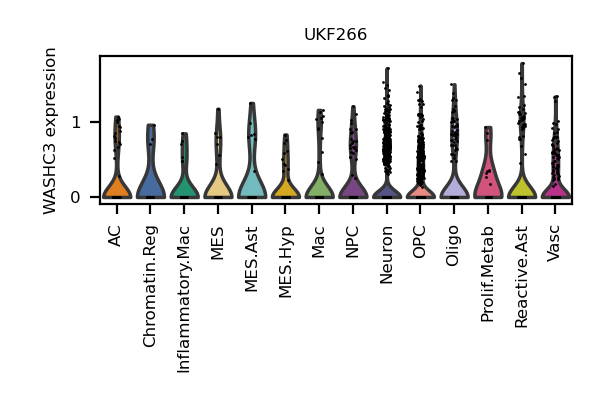 UKF266
WASHC3 expression
1
0
AC
Chromatin.Reg
Inflammatory.Mac
MES
MES.Ast
MES.Hyp
Mac
NPC
Neuron
OPC
Oligo
Prolif.Metab
Reactive.Ast
Vasc